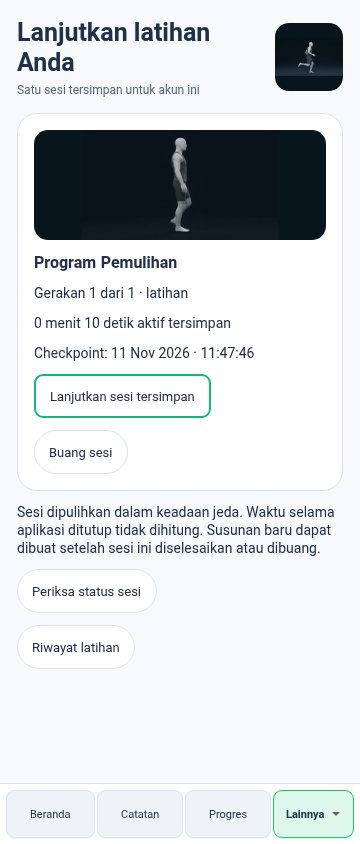 Lanjutkan latihan
Anda
Satu sesi tersimpan untuk akun ini
Program Pemulihan
Gerakan 1 dari 1 · latihan
0 menit 10 detik aktif tersimpan
Checkpoint: 11 Nov 2026 · 11:47:46
Lanjutkan sesi tersimpan
Buang sesi
Sesi dipulihkan dalam keadaan jeda. Waktu selama
aplikasi ditutup tidak dihitung. Susunan baru dapat
dibuat setelah sesi ini diselesaikan atau dibuang.
Periksa status sesi
Riwayat latihan
Beranda
Catatan
Progres
Lainnya